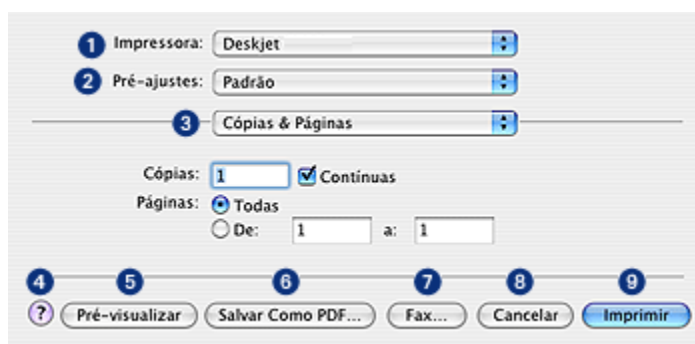 1 Impressora: Deskjet
2 Pré-ajustes: Padrão
3 Cópias & Páginas
Cópias: 1 Contínuas
Páginas: Todas
De: 1 a: 1
4 5 6 7 8 9
? Pré-visualizar Salvar Como PDF... Fax... Cancelar Imprimir